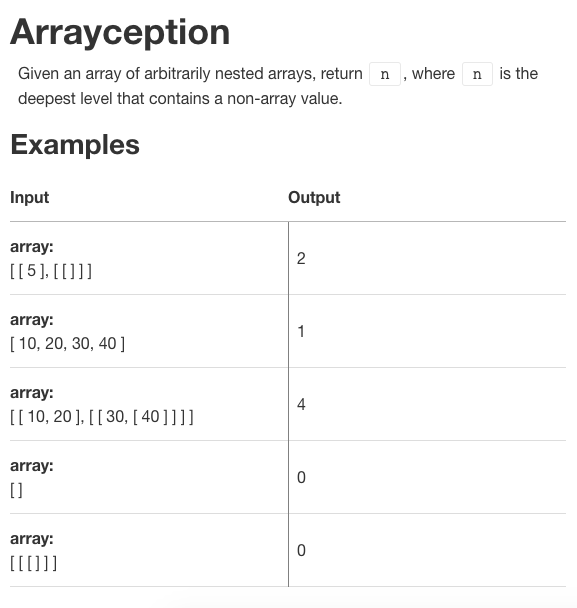 Arrayception
Given an array of arbitrarily nested arrays, return n , where n is the
deepest level that contains a non-array value.
Examples
Input Output
array:
[ [ 5 ], [ [ ] ] ]
2
array:
[ 10, 20, 30, 40 ]
1
array:
[ [ 10, 20 ], [ [ 30, [ 40 ] ] ] ]
4
array:
[ ]
0
array:
[ [ [ ] ] ]
0